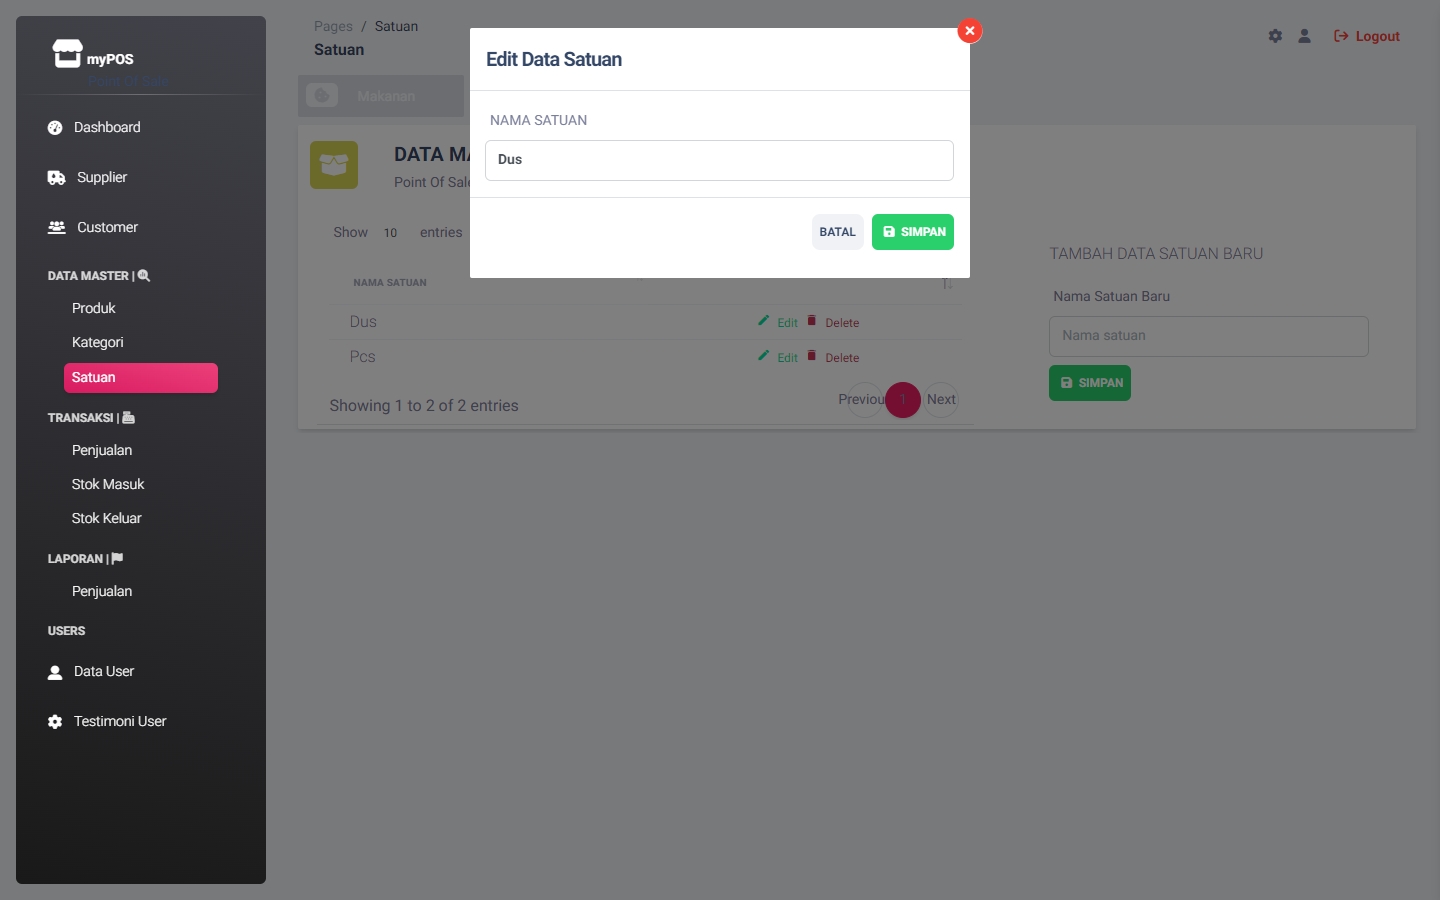 myPOS
Point Of Sale
Dashboard
Supplier
Customer
DATA MASTER |
Produk
Kategori
Satuan
TRANSAKSI |
Penjualan
Stok Masuk
Stok Keluar
LAPORAN |
Penjualan
USERS
Data User
Testimoni User
Pages / Satuan
Satuan
Logout
Makanan
DATA
Point Of Sale
Show 10 entries
NAMA SATUAN
Dus Edit Delete
Pcs Edit Delete
Showing 1 to 2 of 2 entries
Previou 1 Next
TAMBAH DATA SATUAN BARU
Nama Satuan Baru
Nama satuan
SIMPAN
Edit Data Satuan
NAMA SATUAN
Dus
BATAL SIMPAN